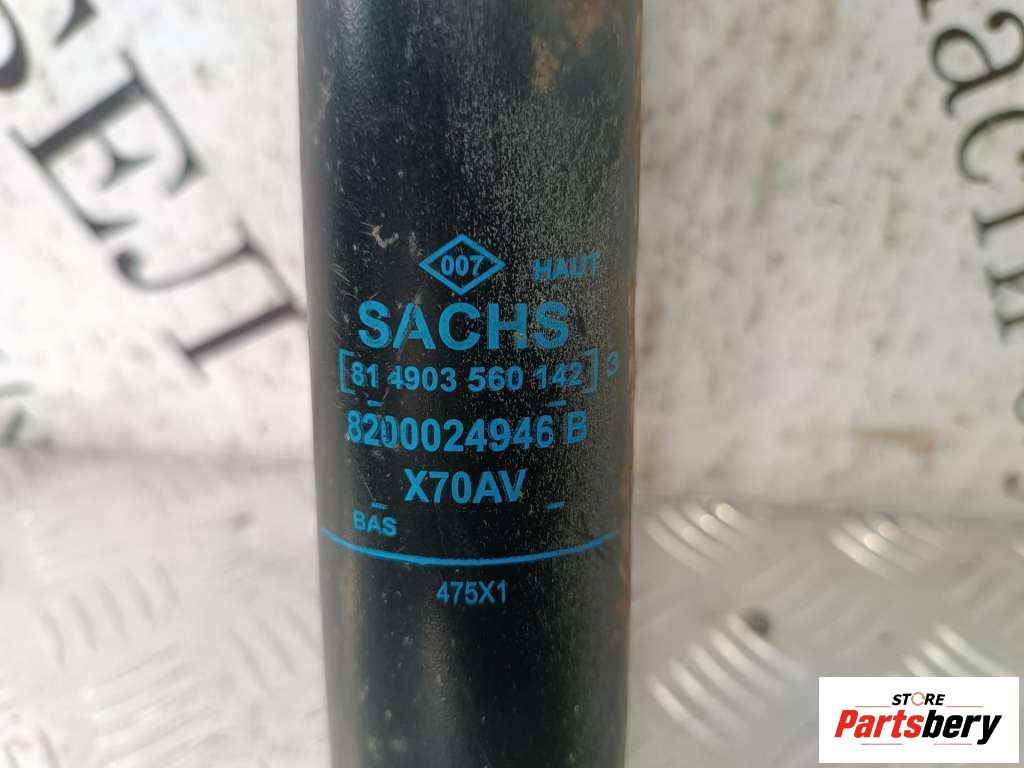 007 HAUT
SACHS
[81 4903 560 142] 3
8200024946 B
X70AV
BAS
475X1
STORE
Partsbery